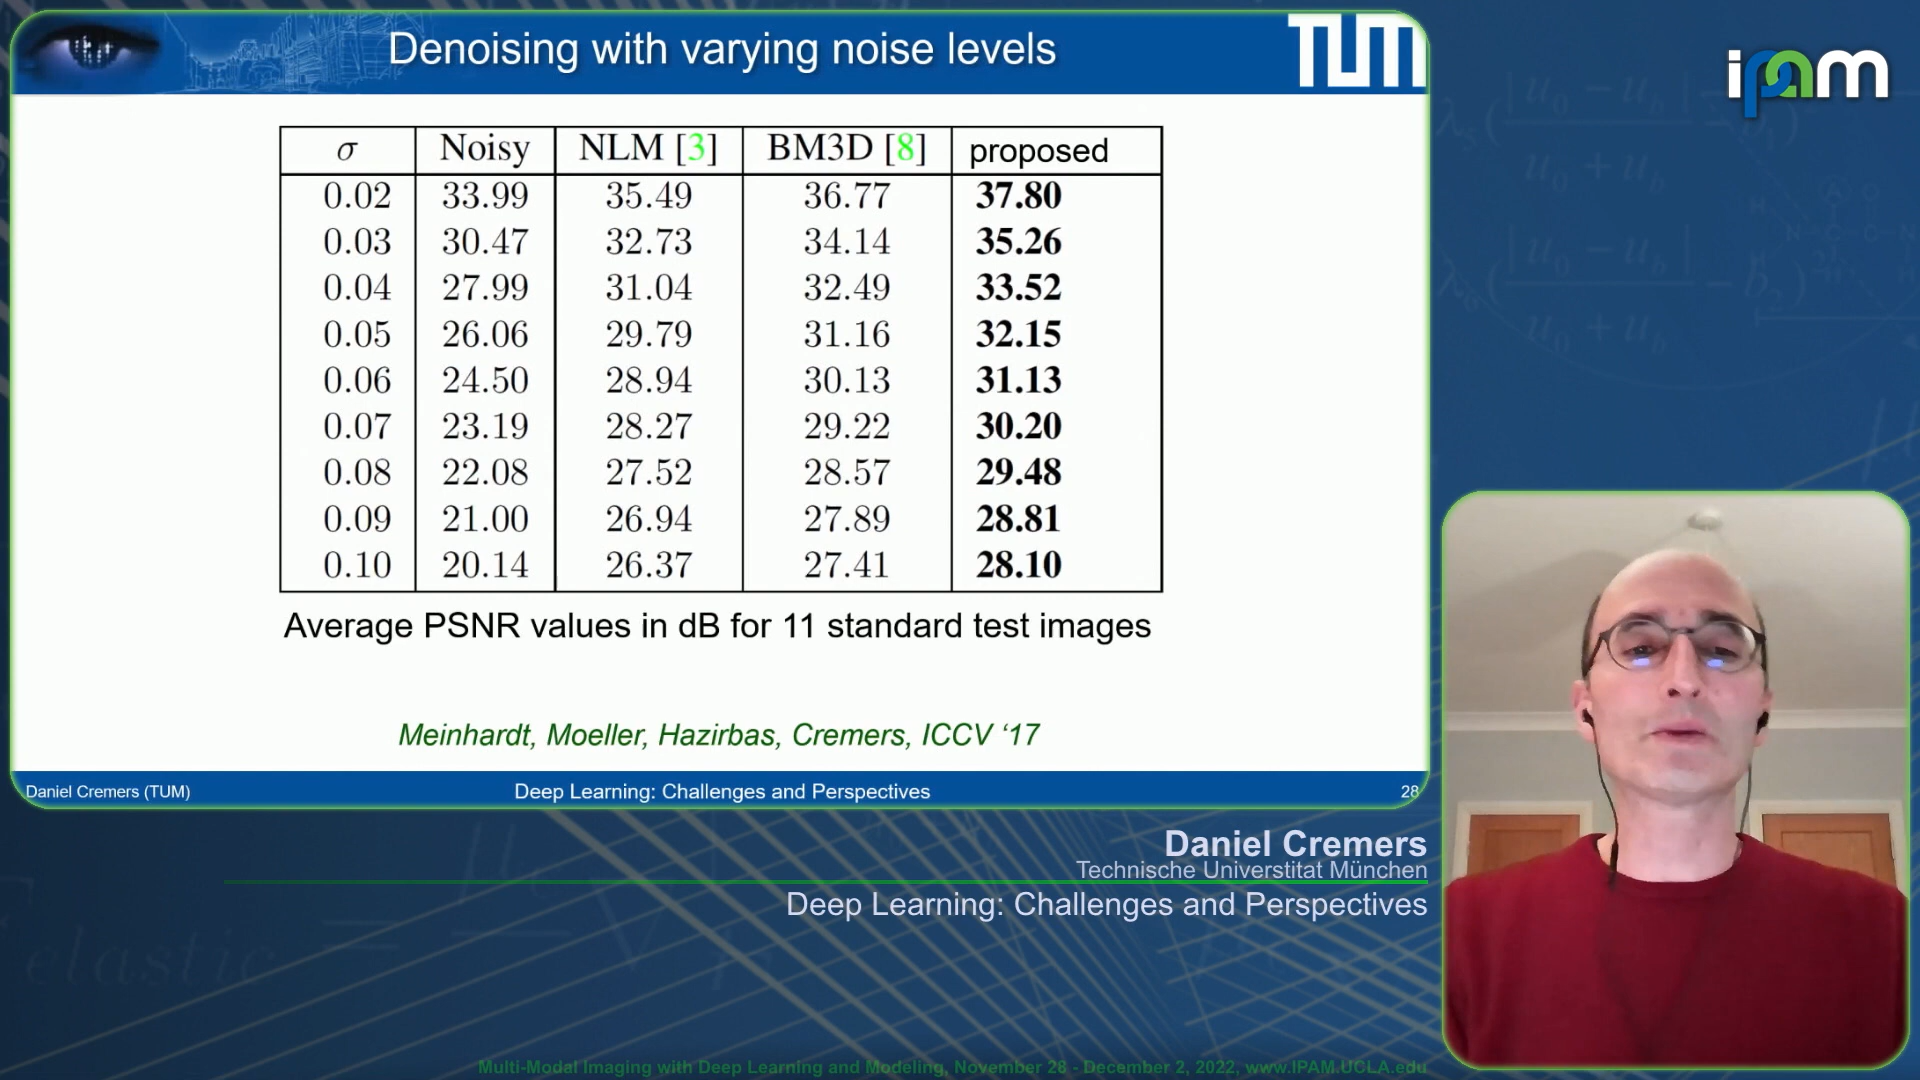 Denoising with varying noise levels
TUM
ipam
σ Noisy NLM [3] BM3D [8] proposed
0.02 33.99 35.49 36.77 37.80
0.03 30.47 32.73 34.14 35.26
0.04 27.99 31.04 32.49 33.52
0.05 26.06 29.79 31.16 32.15
0.06 24.50 28.94 30.13 31.13
0.07 23.19 28.27 29.22 30.20
0.08 22.08 27.52 28.57 29.48
0.09 21.00 26.94 27.89 28.81
0.10 20.14 26.37 27.41 28.10
Average PSNR values in dB for 11 standard test images
Meinhardt, Moeller, Hazirbas, Cremers, ICCV ‘17
Daniel Cremers (TUM) Deep Learning: Challenges and Perspectives 28
Daniel Cremers
Technische Universtitat München
Deep Learning: Challenges and Perspectives
elastic
Multi-Modal Imaging with Deep Learning and Modeling, November 28 - December 2, 2022, www.IPAM.UCLA.edu